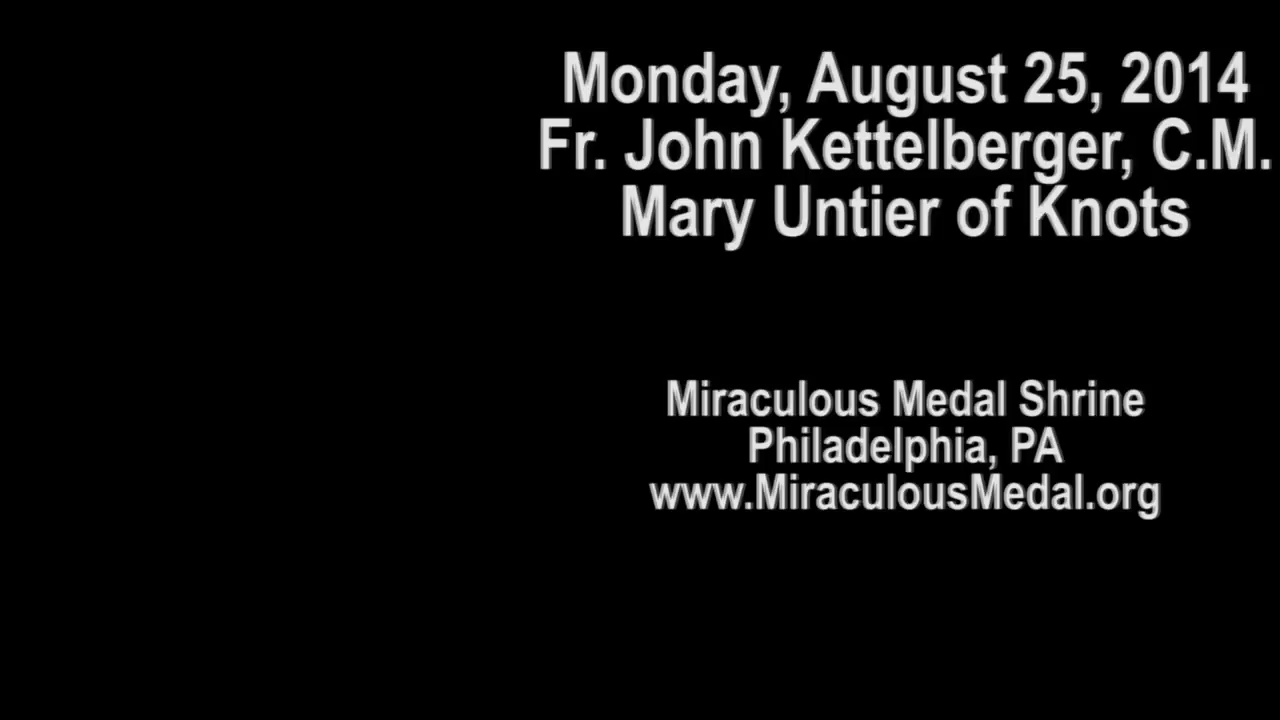 Monday, August 25, 2014
Fr. John Kettelberger, C.M.
Mary Untier of Knots
Miraculous Medal Shrine
Philadelphia, PA
www.MiraculousMedal.org